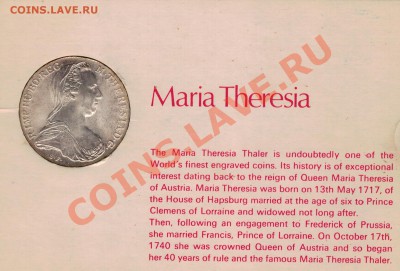 COINS.LAVE.RU
Maria Theresia
The Maria Theresia Thaler is undoubtedly one of the
World's finest engraved coins. Its history is of exceptional
interest dating back to the reign of Queen Maria Theresia
of Austria. Maria Theresia was born on 13th May 1717, of
the House of Hapsburg married at the age of six to Prince
Clemens of Lorraine and widowed not long after.
Then, following an engagement to Frederick of Prussia,
she married Francis, Prince of Lorraine. On October 17th,
1740 she was crowned Queen of Austria and so began
her 40 years of rule and the famous Maria Theresia Thaler.
COINS.LAVE.RU